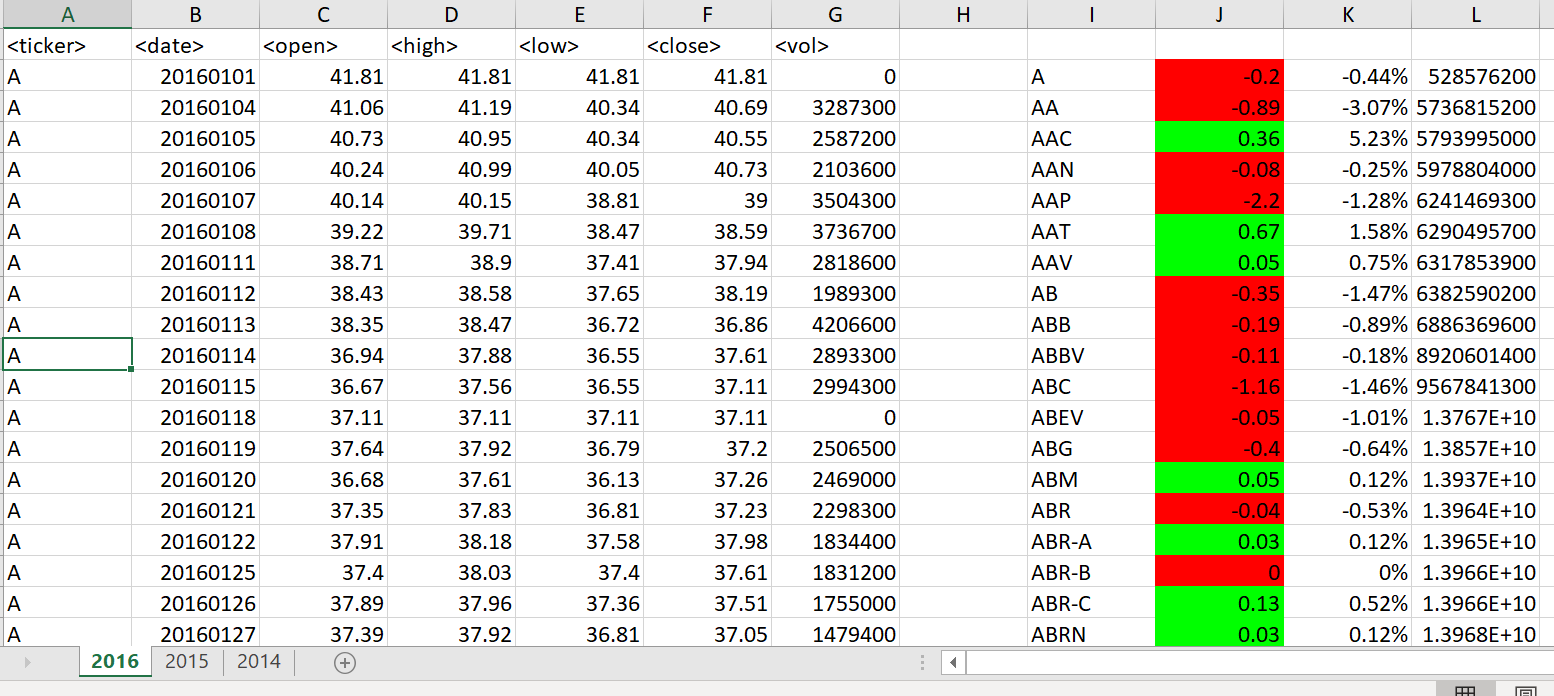 A B C D E F G H I J K L
<ticker> <date> <open> <high> <low> <close> <vol>
A 20160101 41.81 41.81 41.81 41.81 0 A -0.2 -0.44% 528576200
A 20160104 41.06 41.19 40.34 40.69 3287300 AA -0.89 -3.07% 5736815200
A 20160105 40.73 40.95 40.34 40.55 2587200 AAC 0.36 5.23% 5793995000
A 20160106 40.24 40.99 40.05 40.73 2103600 AAN -0.08 -0.25% 5978804000
A 20160107 40.14 40.15 38.81 39 3504300 AAP -2.2 -1.28% 6241469300
A 20160108 39.22 39.71 38.47 38.59 3736700 AAT 0.67 1.58% 6290495700
A 20160111 38.71 38.9 37.41 37.94 2818600 AAV 0.05 0.75% 6317853900
A 20160112 38.43 38.58 37.65 38.19 1989300 AB -0.35 -1.47% 6382590200
A 20160113 38.35 38.47 36.72 36.86 4206600 ABB -0.19 -0.89% 6886369600
A 20160114 36.94 37.88 36.55 37.61 2893300 ABBV -0.11 -0.18% 8920601400
A 20160115 36.67 37.56 36.55 37.11 2994300 ABC -1.16 -1.46% 9567841300
A 20160118 37.11 37.11 37.11 37.11 0 ABEV -0.05 -1.01% 1.3767E+10
A 20160119 37.64 37.92 36.79 37.2 2506500 ABG -0.4 -0.64% 1.3857E+10
A 20160120 36.68 37.61 36.13 37.26 2469000 ABM 0.05 0.12% 1.3937E+10
A 20160121 37.35 37.83 36.81 37.23 2298300 ABR -0.04 -0.53% 1.3964E+10
A 20160122 37.91 38.18 37.58 37.98 1834400 ABR-A 0.03 0.12% 1.3965E+10
A 20160125 37.4 38.03 37.4 37.61 1831200 ABR-B 0 0% 1.3966E+10
A 20160126 37.89 37.96 37.36 37.51 1755000 ABR-C 0.13 0.52% 1.3966E+10
A 20160127 37.39 37.92 36.81 37.05 1479400 ABRN 0.03 0.12% 1.3968E+10
2016 2015 2014